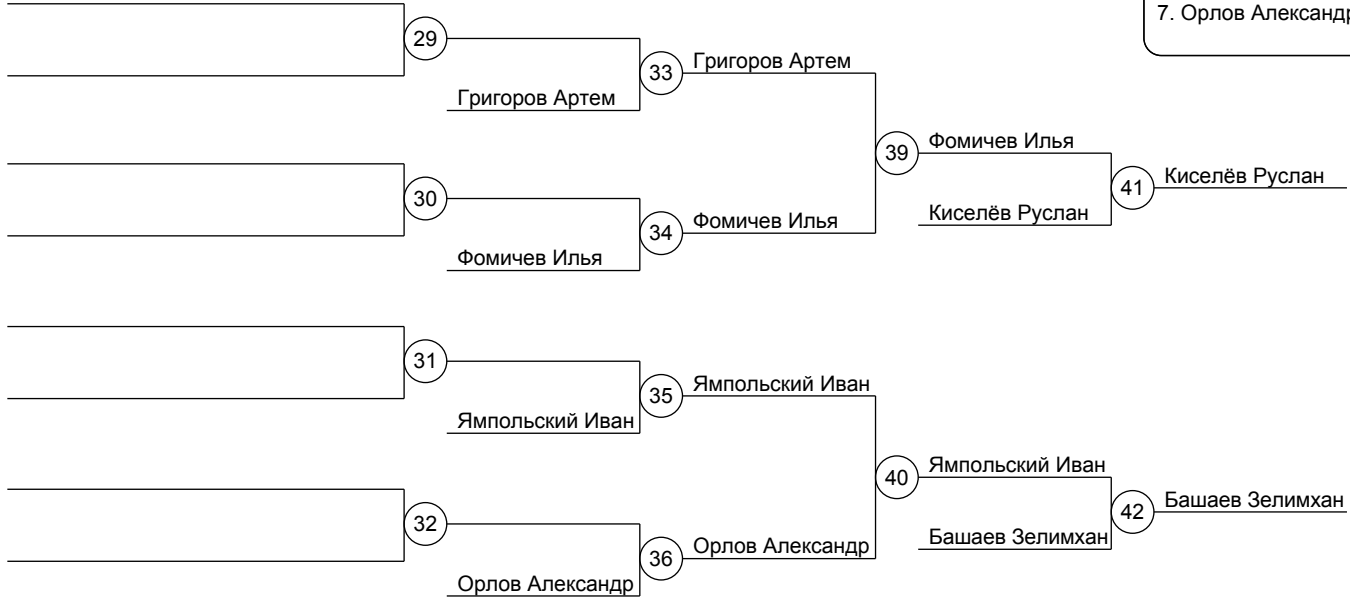 7. Орлов Александр
29
33
Григоров Артем
Григоров Артем
39
Фомичев Илья
41
Киселёв Руслан
30
34
Фомичев Илья
Киселёв Руслан
Фомичев Илья
31
35
Ямпольский Иван
Ямпольский Иван
40
Ямпольский Иван
42
Башаев Зелимхан
32
36
Орлов Александр
Башаев Зелимхан
Орлов Александр